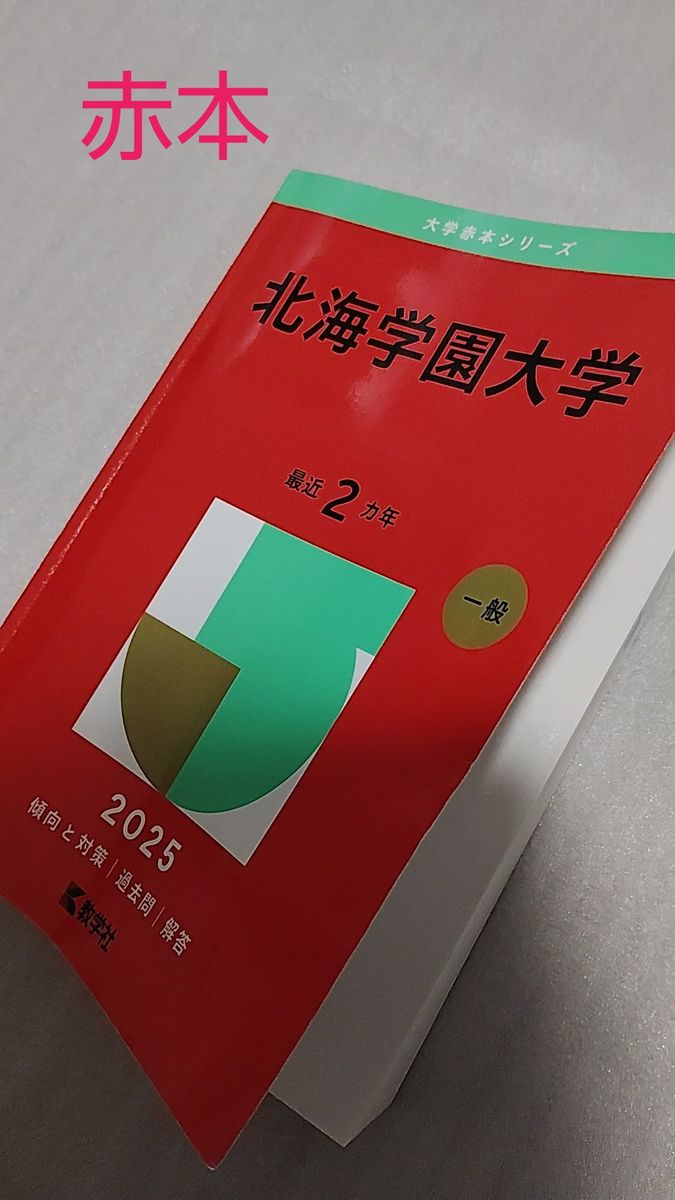 赤本
大学赤本シリーズ
北海学園大学
最近2カ年
一般
2025
傾向と対策|過去問|解答
教学社